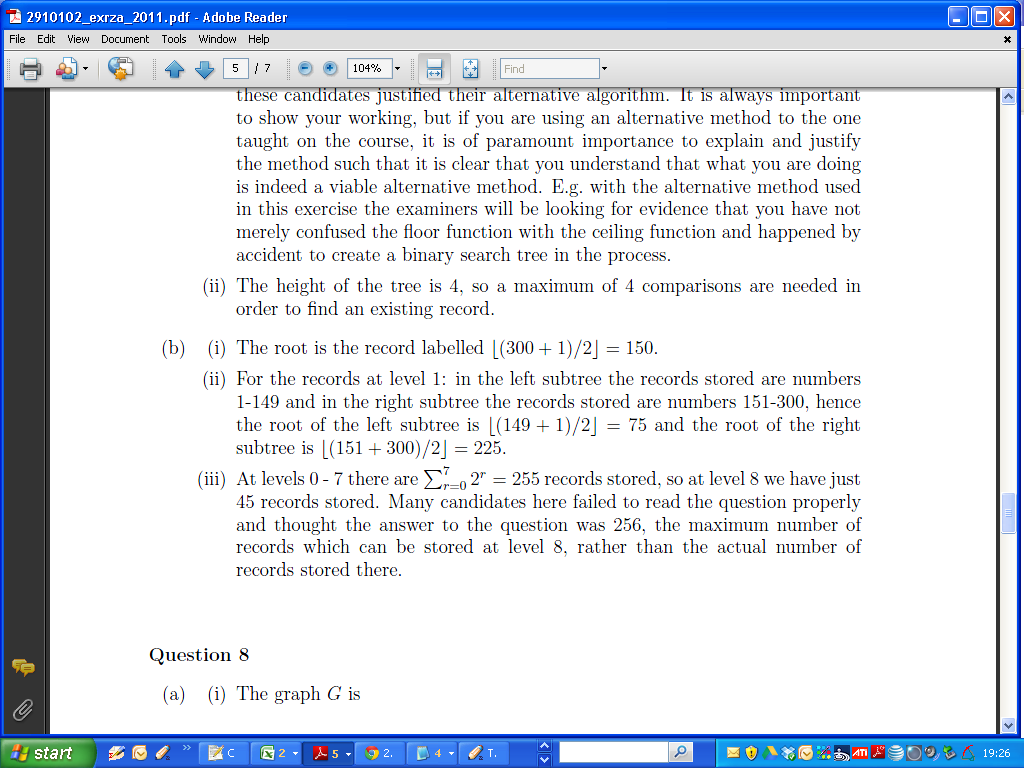 2910102_exrza_2011.pdf - Adobe Reader
File Edit View Document Tools Window Help
5 / 7 104% Find
these candidates justified their alternative algorithm. It is always important
to show your working, but if you are using an alternative method to the one
taught on the course, it is of paramount importance to explain and justify
the method such that it is clear that you understand that what you are doing
is indeed a viable alternative method. E.g. with the alternative method used
in this exercise the examiners will be looking for evidence that you have not
merely confused the floor function with the ceiling function and happened by
accident to create a binary search tree in the process.
(ii) The height of the tree is 4, so a maximum of 4 comparisons are needed in
order to find an existing record.
(b) (i) The root is the record labelled ⌊(300 + 1)/2⌋ = 150.
(ii) For the records at level 1: in the left subtree the records stored are numbers
1-149 and in the right subtree the records stored are numbers 151-300, hence
the root of the left subtree is ⌊(149 + 1)/2⌋ = 75 and the root of the right
subtree is ⌊(151 + 300)/2⌋ = 225.
(iii) At levels 0 - 7 there are ∑⁷ᵣ₌₀ 2ʳ = 255 records stored, so at level 8 we have just
45 records stored. Many candidates here failed to read the question properly
and thought the answer to the question was 256, the maximum number of
records which can be stored at level 8, rather than the actual number of
records stored there.
Question 8
(a) (i) The graph G is
start C 2 5 2. 4 T. ATI 19:26